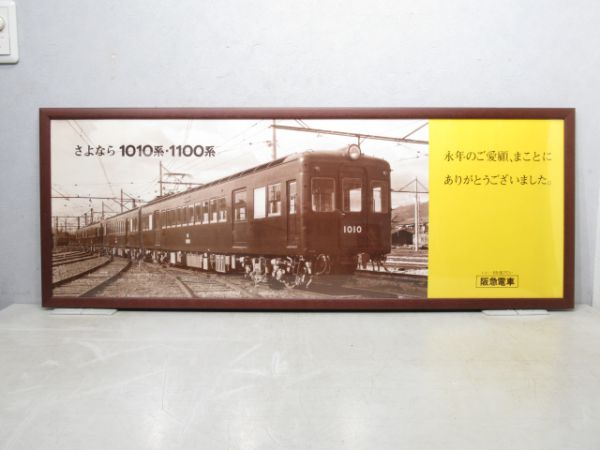 さよなら 1010系・1100系
1010
永年のご愛顧、まことに
ありがとうございました。
阪急電車